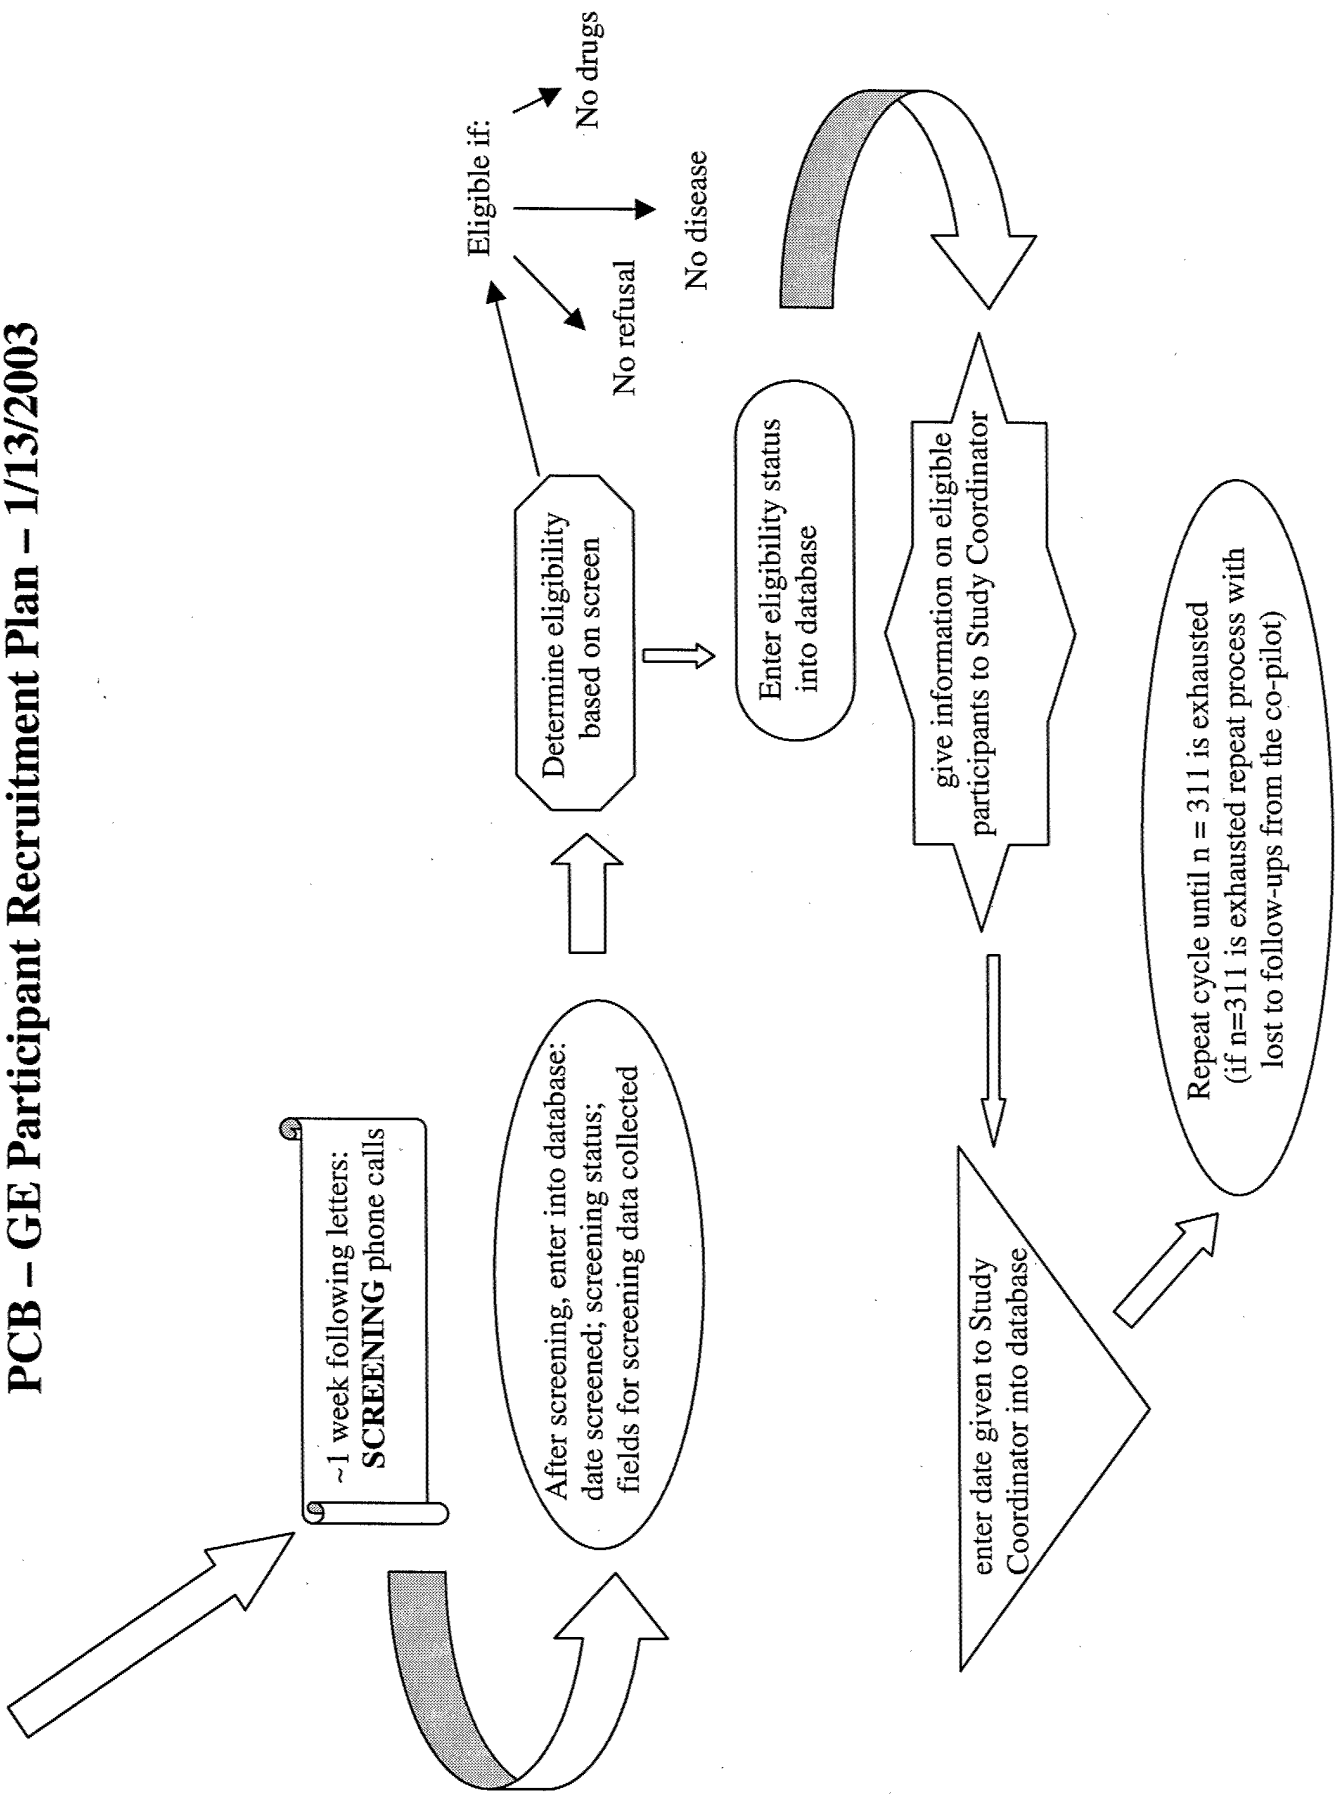 PCB – GE Participant Recruitment Plan – 1/13/2003
~1 week following letters:
SCREENING phone calls
After screening, enter into database:
date screened; screening status;
fields for screening data collected
Determine eligibility
based on screen
Eligible if:
No refusal
No disease
No drugs
Enter eligibility status
into database
give information on eligible
participants to Study Coordinator
enter date given to Study
Coordinator into database
Repeat cycle until n = 311 is exhausted
(if n=311 is exhausted repeat process with
lost to follow-ups from the co-pilot)